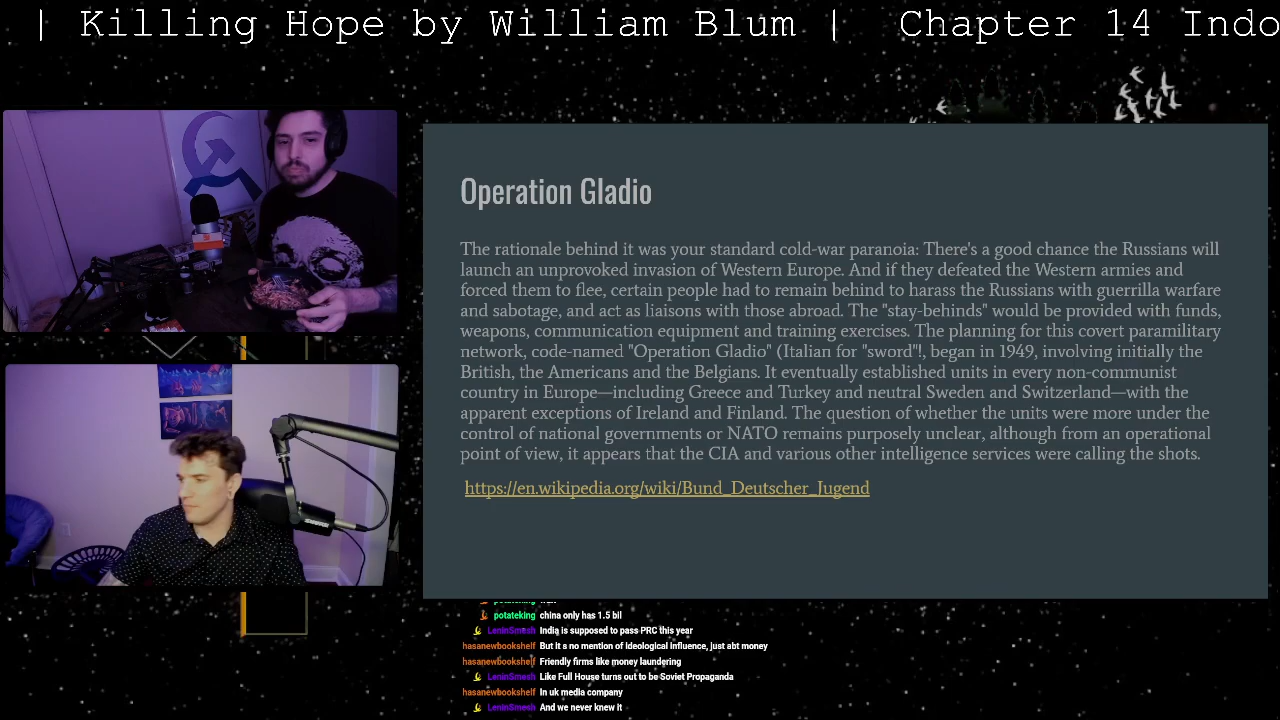 | Killing Hope by William Blum | Chapter 14 Indo
Operation Gladio
The rationale behind it was your standard cold-war paranoia: There's a good chance the Russians will
launch an unprovoked invasion of Western Europe. And if they defeated the Western armies and
forced them to flee, certain people had to remain behind to harass the Russians with guerrilla warfare
and sabotage, and act as liaisons with those abroad. The "stay-behinds" would be provided with funds,
weapons, communication equipment and training exercises. The planning for this covert paramilitary
network, code-named "Operation Gladio" (Italian for "sword"!, began in 1949, involving initially the
British, the Americans and the Belgians. It eventually established units in every non-communist
country in Europe—including Greece and Turkey and neutral Sweden and Switzerland—with the
apparent exceptions of Ireland and Finland. The question of whether the units were more under the
control of national governments or NATO remains purposely unclear, although from an operational
point of view, it appears that the CIA and various other intelligence services were calling the shots.
https://en.wikipedia.org/wiki/Bund_Deutscher_Jugend
potateking china only has 1.5 bil
LeninSmesh India is supposed to pass PRC this year
hasanewbookshelf But it s no mention of ideological influence, just abt money
hasanewbookshelf Friendly firms like money laundering
LeninSmesh Like Full House turns out to be Soviet Propaganda
hasanewbookshelf In uk media company
LeninSmesh And we never knew it